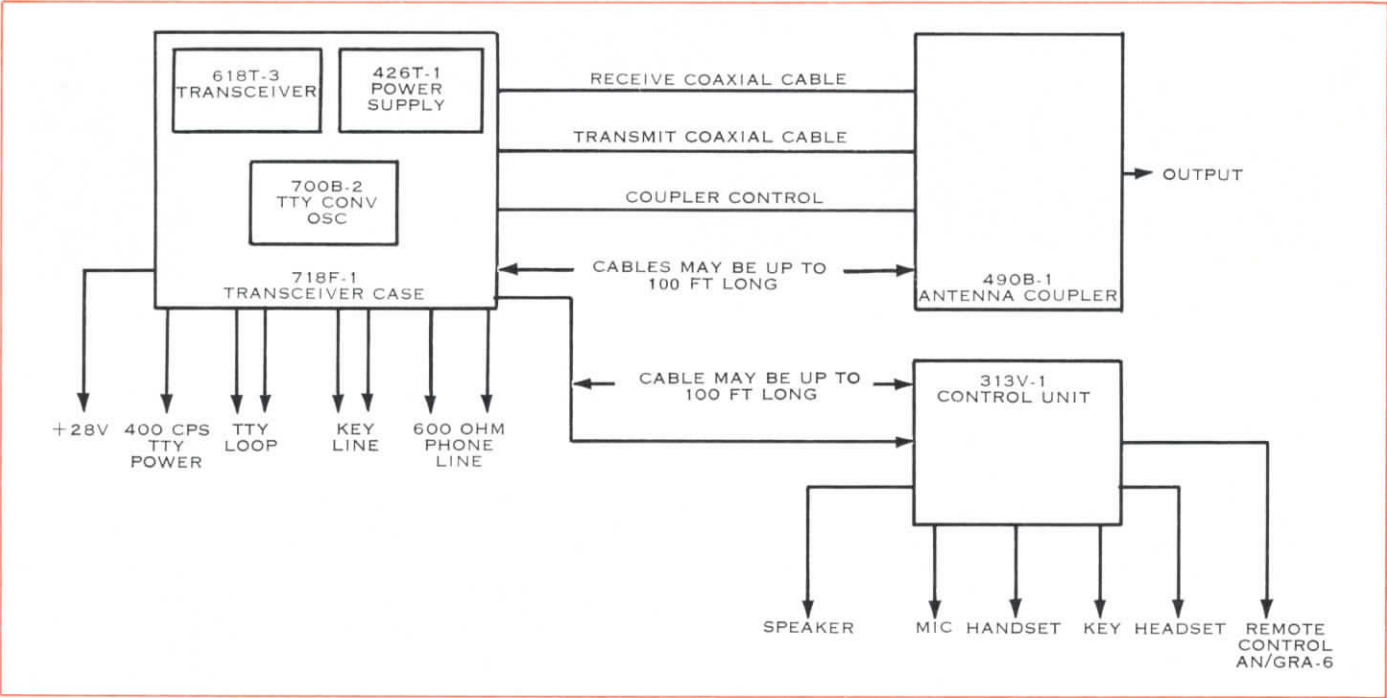 618T-3
TRANSCEIVER
426T-1
POWER
SUPPLY
700B-2
TTY CONV
OSC
718F-1
TRANSCEIVER CASE
RECEIVE COAXIAL CABLE
TRANSMIT COAXIAL CABLE
COUPLER CONTROL
CABLES MAY BE UP TO
100 FT LONG
490B-1
ANTENNA COUPLER
OUTPUT
+28V
400 CPS
TTY
POWER
TTY
LOOP
KEY
LINE
600 OHM
PHONE
LINE
CABLE MAY BE UP TO
100 FT LONG
313V-1
CONTROL UNIT
SPEAKER
MIC
HANDSET
KEY
HEADSET
REMOTE
CONTROL
AN/GRA-6